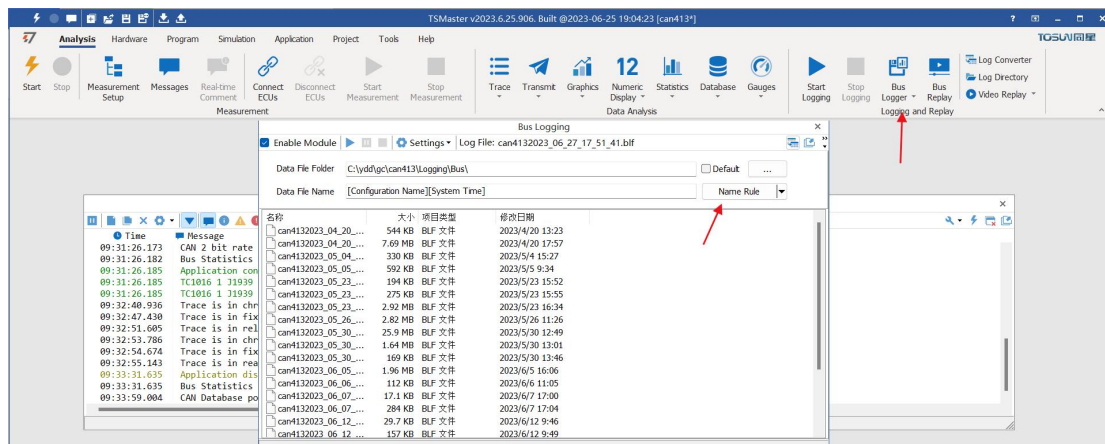 TSMaster v2023.6.25.906. Built @2023-06-25 19:04:23 [can413*]
Analysis Hardware Program Simulation Application Project Tools Help
TOSUN同星
Start Stop Measurement Setup Messages Real-time Comment Connect ECUs Disconnect ECUs Start Measurement Stop Measurement Trace Transmit Graphics 12 Numeric Display Statistics Database Gauges Start Logging Stop Logging Bus Logger Bus Replay
Log Converter
Log Directory
Video Replay
Measurement Data Analysis Logging and Replay
Bus Logging
Enable Module Settings Log File: can4132023_06_27_17_51_41.blf
Data File Folder C:\ydd\gc\can413\Logging\Bus\ Default ...
Data File Name [Configuration Name][System Time] Name Rule
名称 大小 项目类型 修改日期
can4132023_04_20_... 544 KB BLF 文件 2023/4/20 13:23
can4132023_04_20_... 7.69 MB BLF 文件 2023/4/20 17:57
can4132023_05_04_... 330 KB BLF 文件 2023/5/4 15:27
can4132023_05_05_... 592 KB BLF 文件 2023/5/5 9:34
can4132023_05_23_... 194 KB BLF 文件 2023/5/23 15:52
can4132023_05_23_... 275 KB BLF 文件 2023/5/23 15:55
can4132023_05_23_... 2.92 MB BLF 文件 2023/5/23 16:34
can4132023_05_26_... 2.82 MB BLF 文件 2023/5/26 11:26
can4132023_05_30_... 25.9 MB BLF 文件 2023/5/30 12:49
can4132023_05_30_... 1.64 MB BLF 文件 2023/5/30 13:01
can4132023_05_30_... 169 KB BLF 文件 2023/5/30 13:46
can4132023_06_05_... 1.96 MB BLF 文件 2023/6/5 16:06
can4132023_06_06_... 112 KB BLF 文件 2023/6/6 11:05
can4132023_06_07_... 17.1 KB BLF 文件 2023/6/7 17:00
can4132023_06_07_... 284 KB BLF 文件 2023/6/7 17:04
can4132023_06_12_... 29.7 KB BLF 文件 2023/6/12 9:46
can4132023_06_12_... 157 KB BLF 文件 2023/6/12 9:49
Time Message
09:31:26.173 CAN 2 bit rate
09:31:26.182 Bus Statistics
09:31:26.185 Application con
09:31:26.185 TC1016 1 J1939
09:31:26.185 TC1016 1 J1939
09:32:40.936 Trace is in chr
09:32:47.430 Trace is in fix
09:32:51.605 Trace is in rel
09:32:53.786 Trace is in chr
09:32:54.674 Trace is in fix
09:32:55.143 Trace is in rea
09:33:31.635 Application dis
09:33:31.635 Bus Statistics
09:33:59.004 CAN Database po